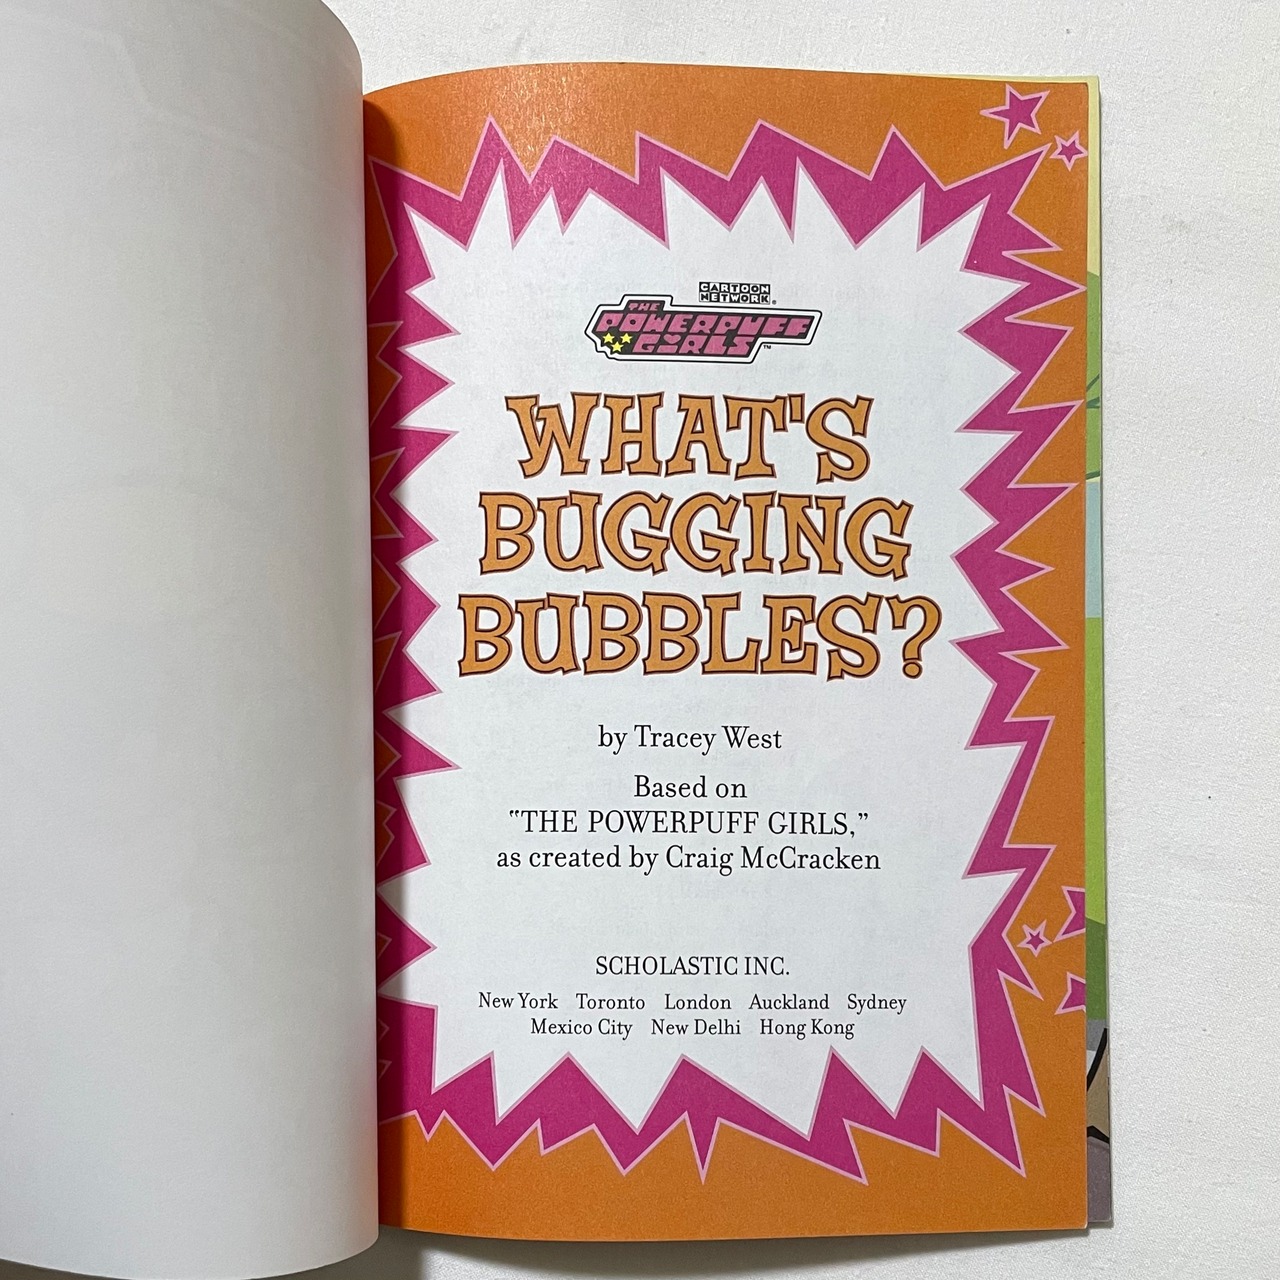 CARTOON
NETWORK®
THE
POWERPUFF
GIRLS™
WHAT'S
BUGGING
BUBBLES?
by Tracey West
Based on
“THE POWERPUFF GIRLS,”
as created by Craig McCracken
SCHOLASTIC INC.
New York Toronto London Auckland Sydney
Mexico City New Delhi Hong Kong